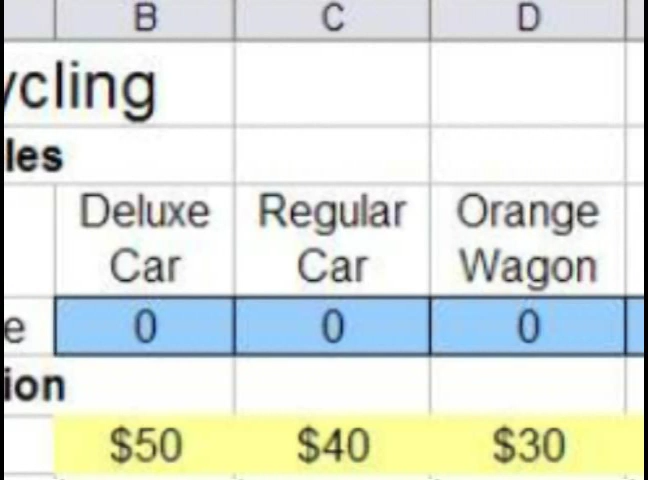 B C D
ycling
les
Deluxe Regular Orange
Car Car Wagon
e 0 0 0
ion
$50 $40 $30